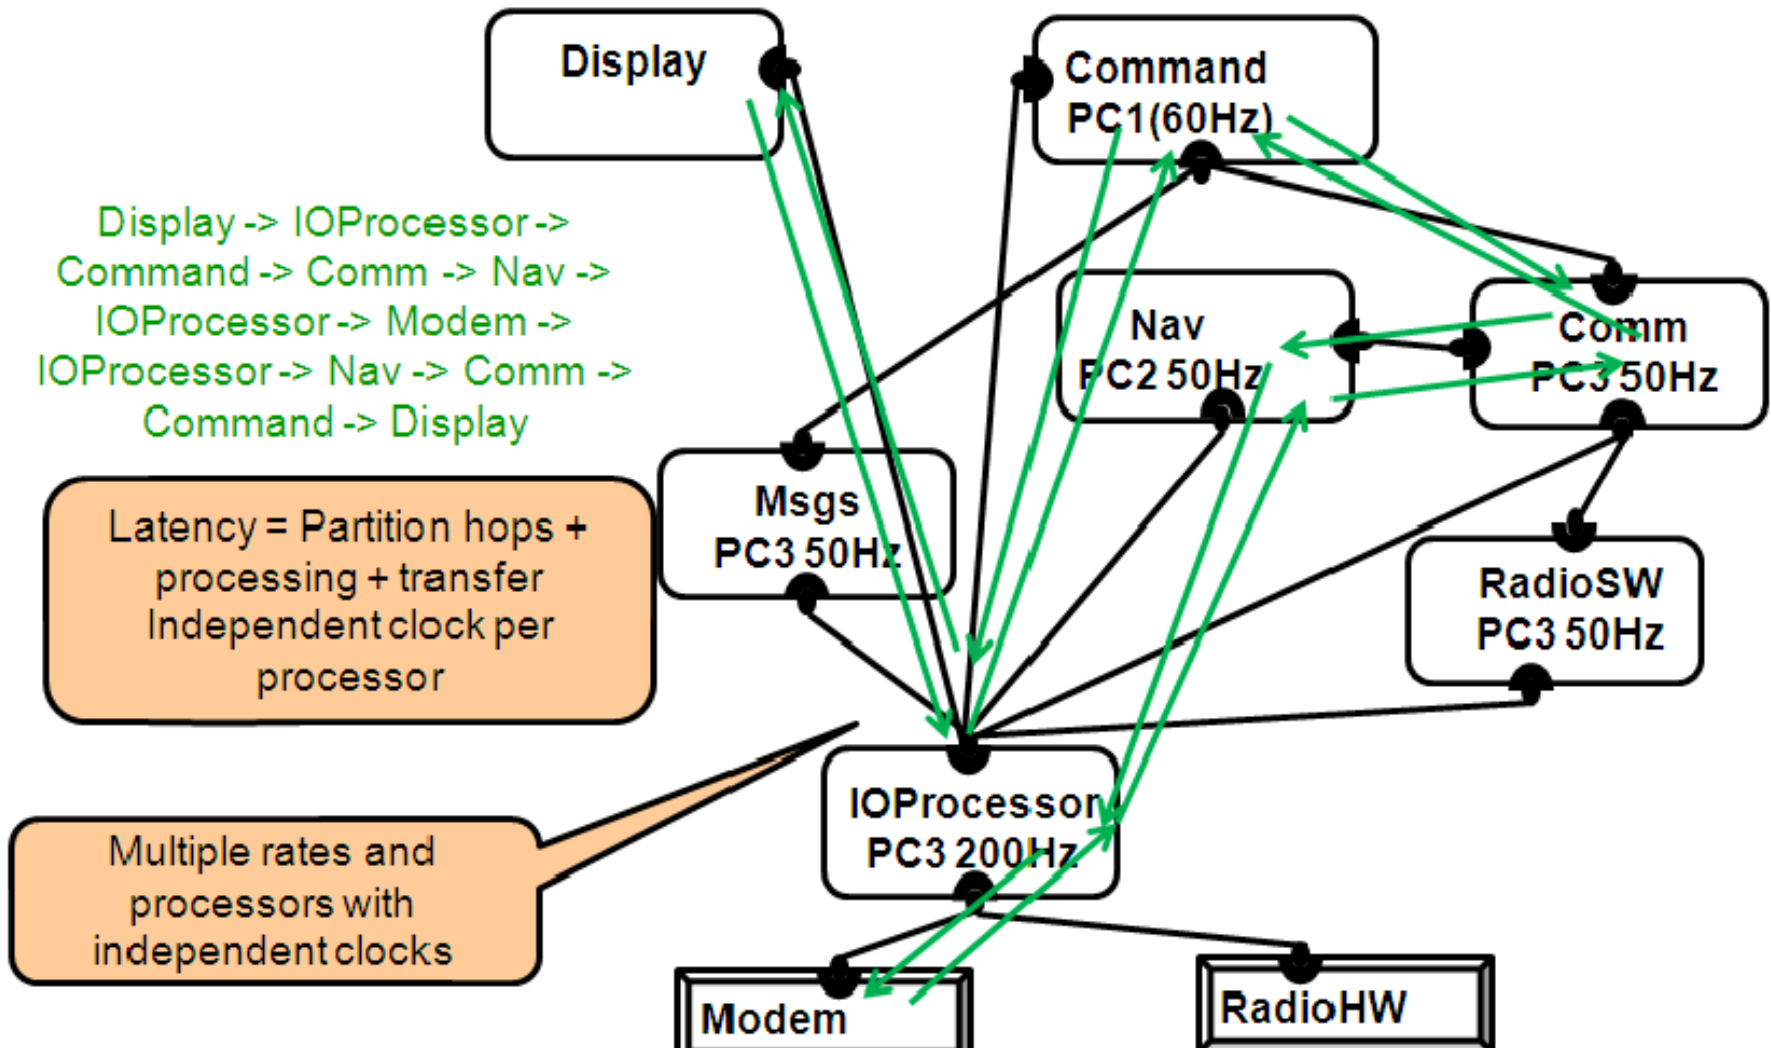 Display
Command
PC1(60Hz)
Display -> IOProcessor ->
Command -> Comm -> Nav ->
IOProcessor -> Modem ->
IOProcessor -> Nav -> Comm ->
Command -> Display
Nav
PC2 50Hz
Comm
PC3 50Hz
Msgs
PC3 50Hz
Latency = Partition hops +
processing + transfer
Independent clock per
processor
RadioSW
PC3 50Hz
IOProcessor
PC3 200Hz
Multiple rates and
processors with
independent clocks
Modem
RadioHW